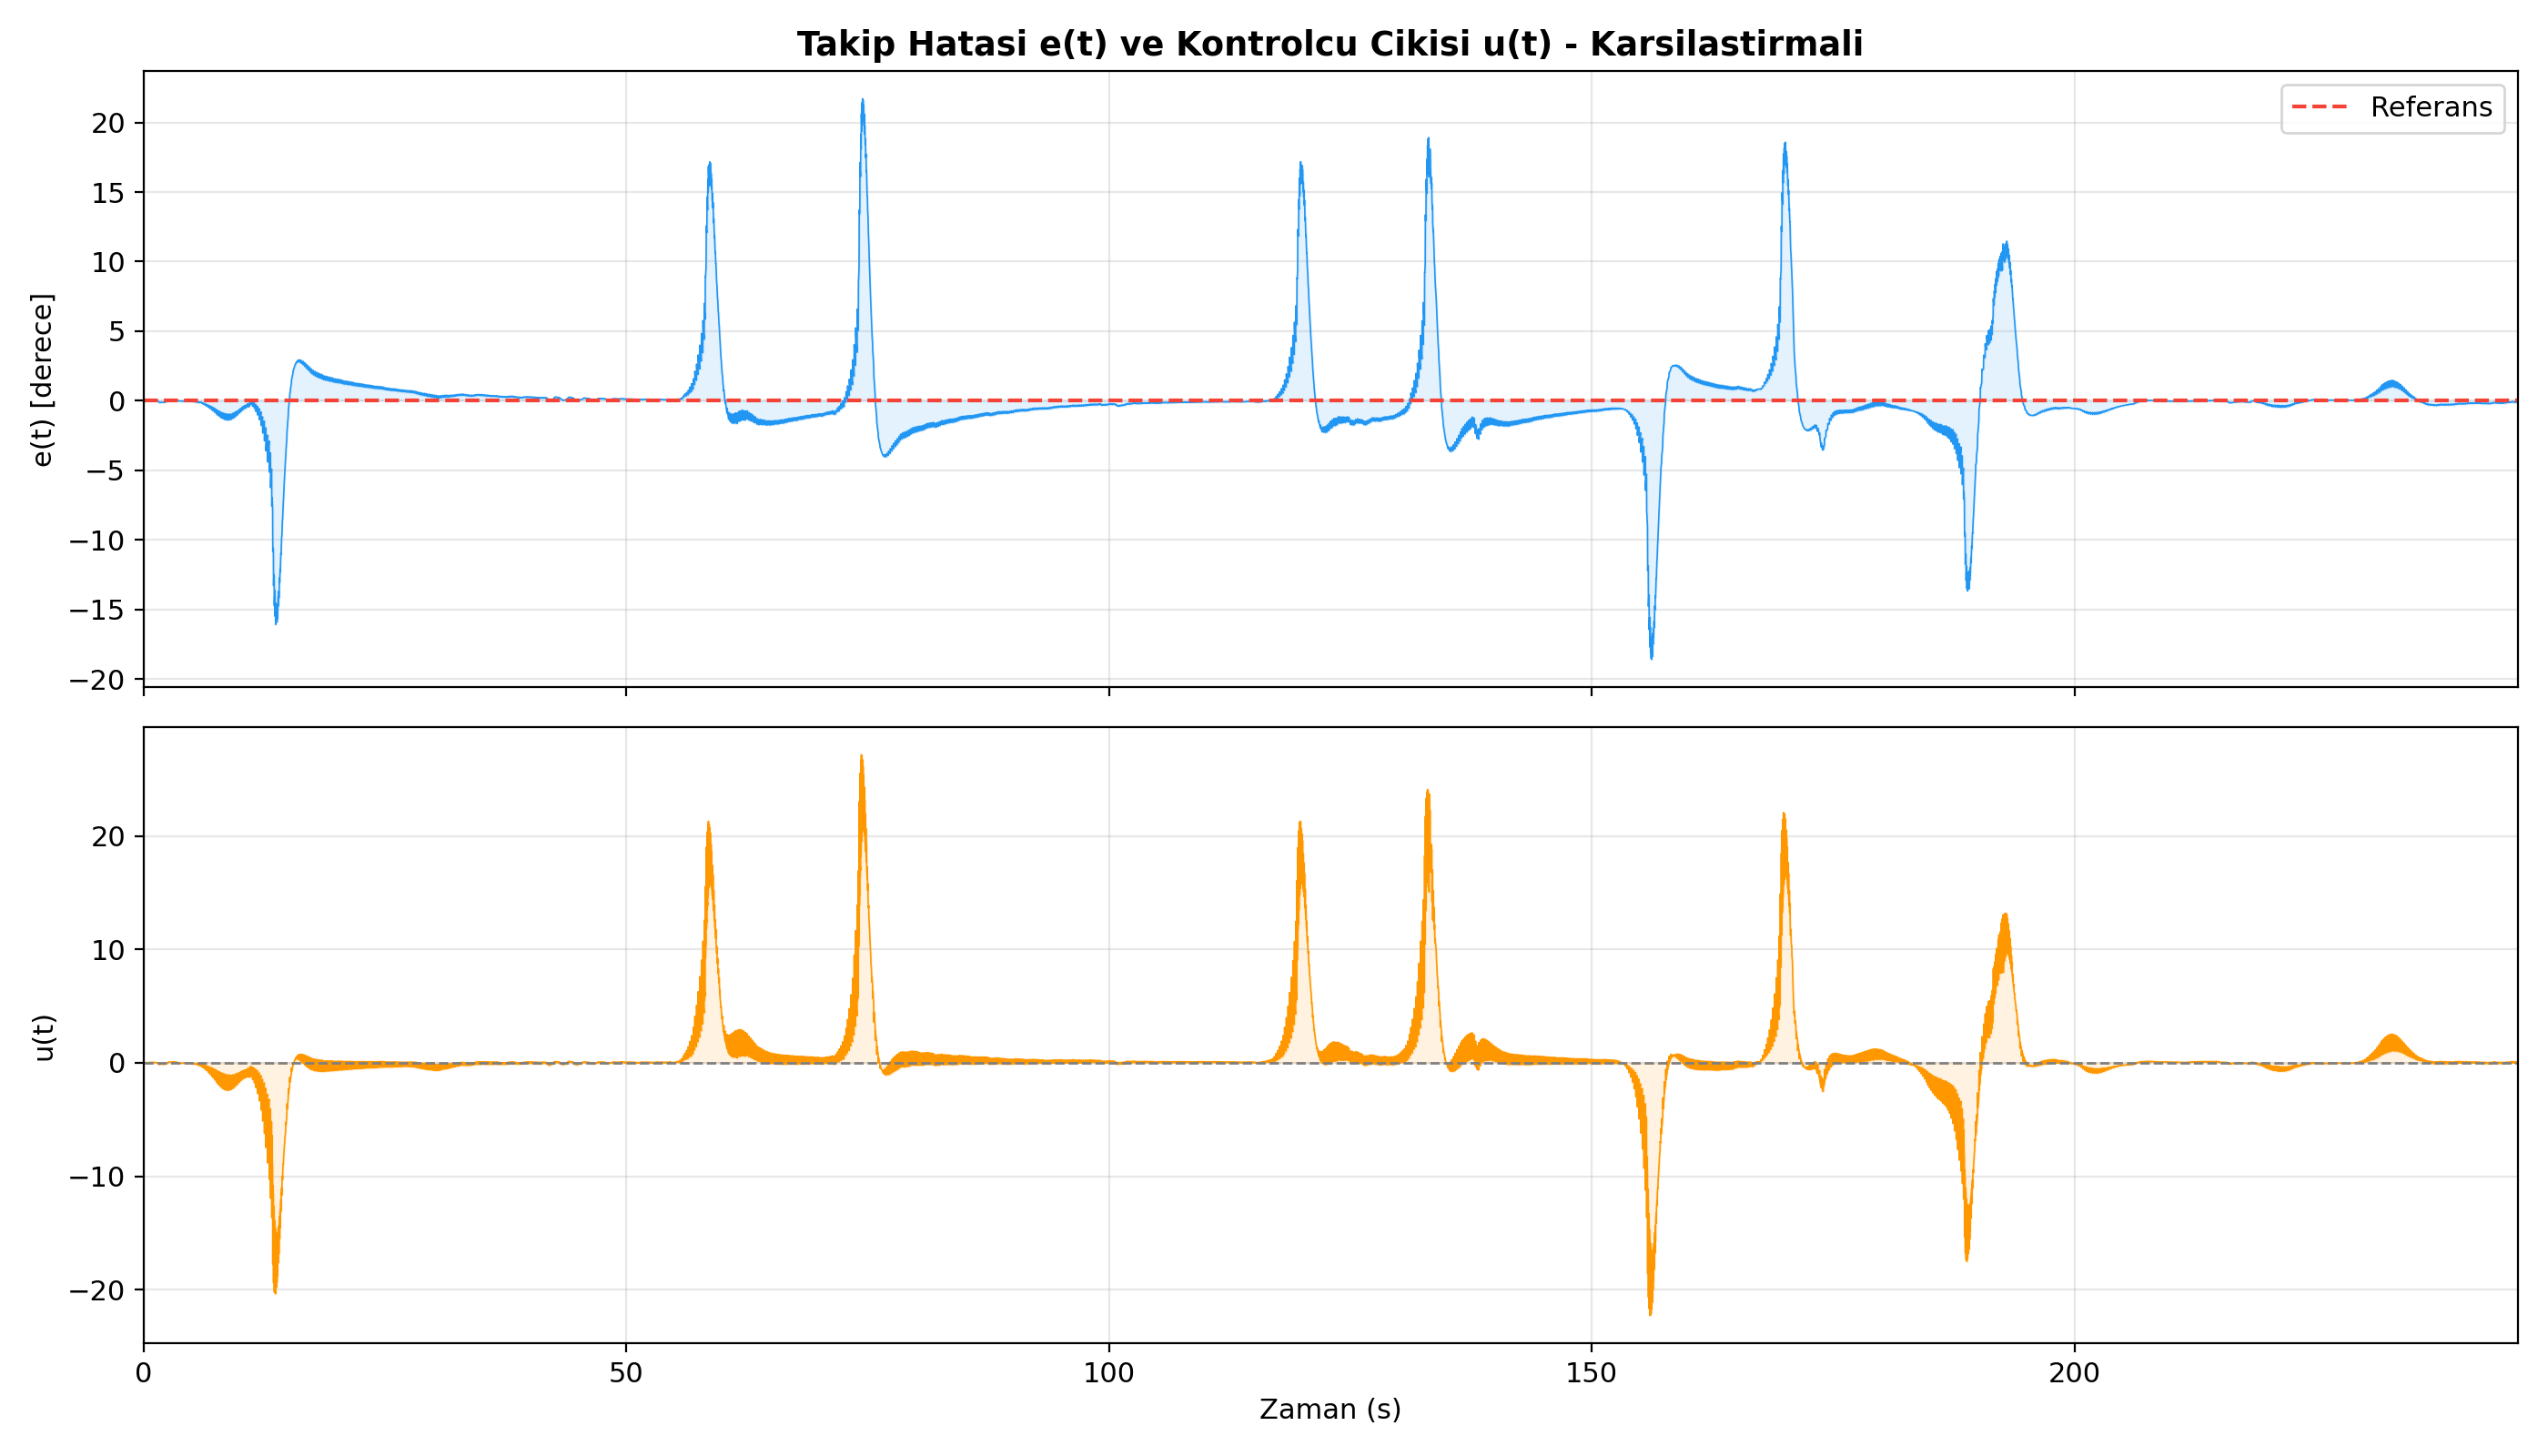 Takip Hatasi e(t) ve Kontrolcu Cikisi u(t) - Karsilastirmali
Referans
e(t) [derece]
20
15
10
5
0
−5
−10
−15
−20
u(t)
20
10
0
−10
−20
0 50 100 150 200
Zaman (s)